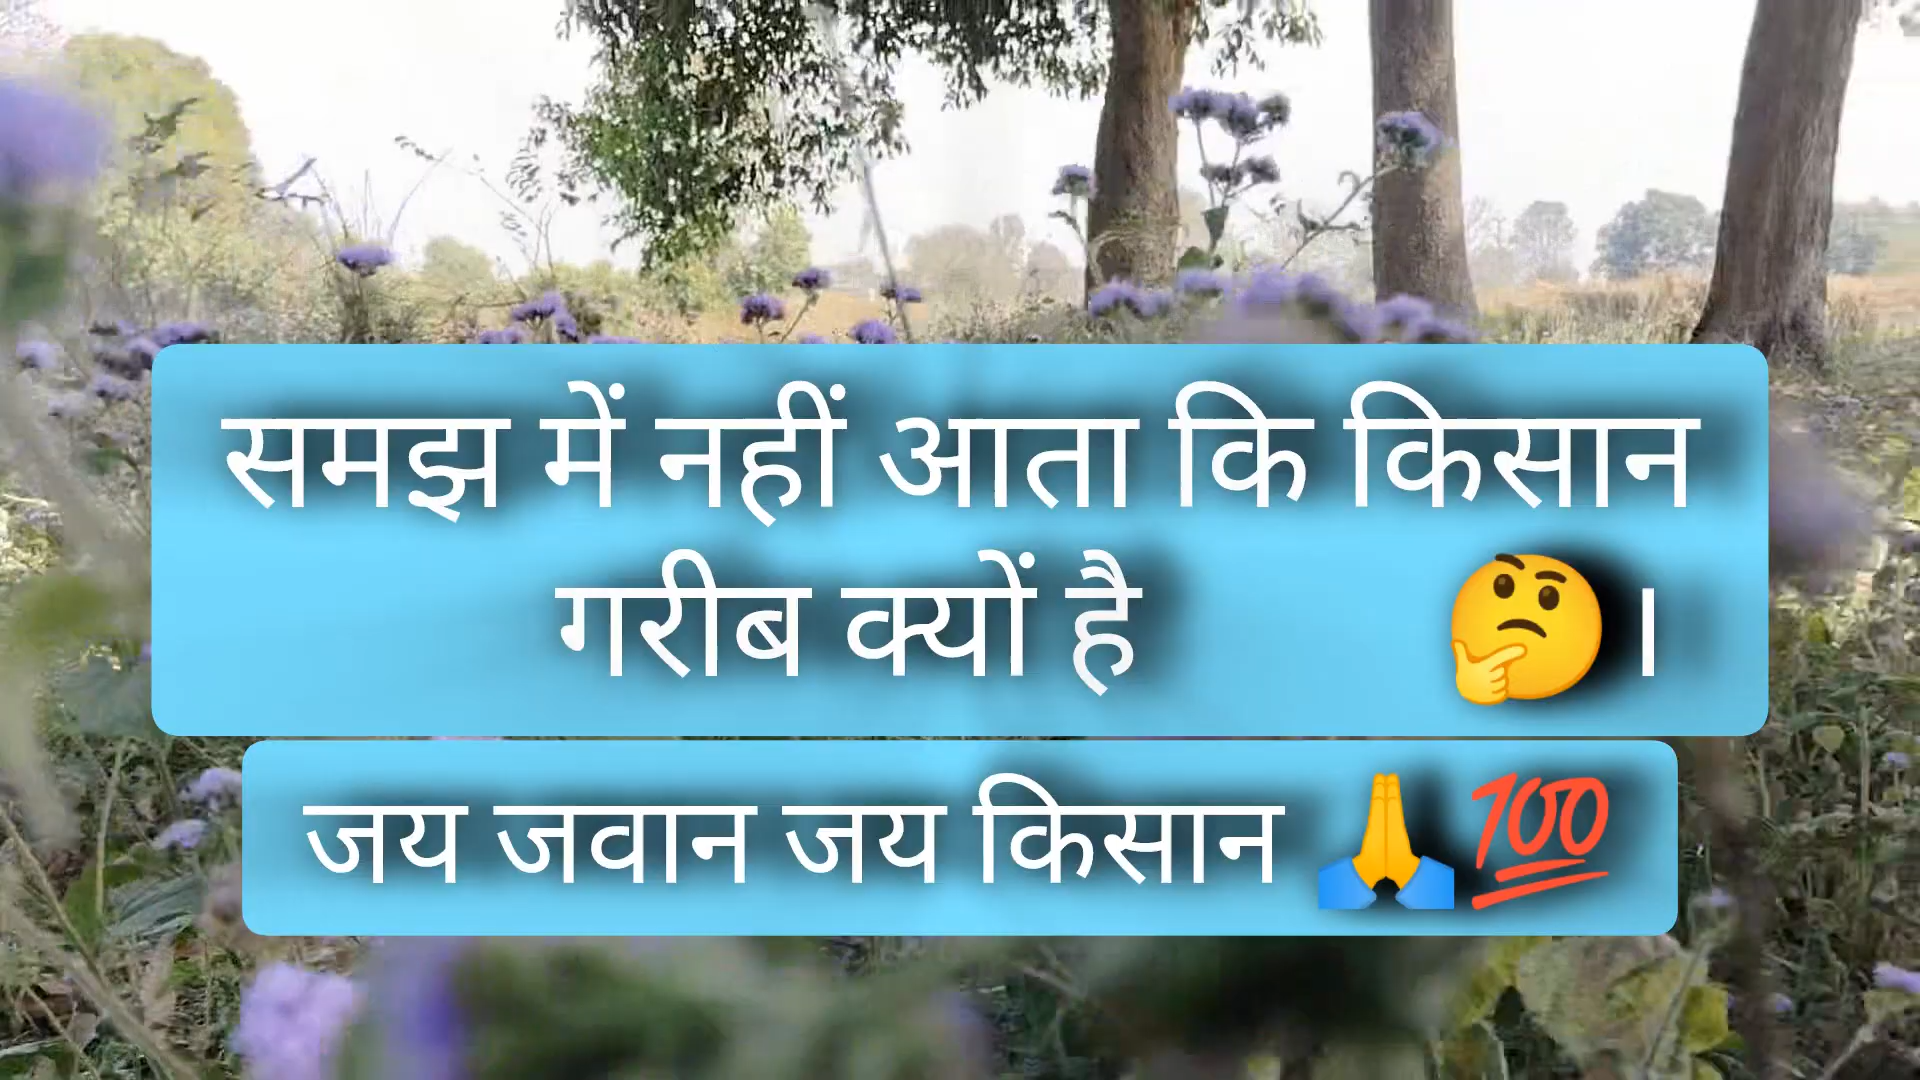 समझ में नहीं आता कि किसान
गरीब क्यों है 🤔।
जय जवान जय किसान 🙏💯